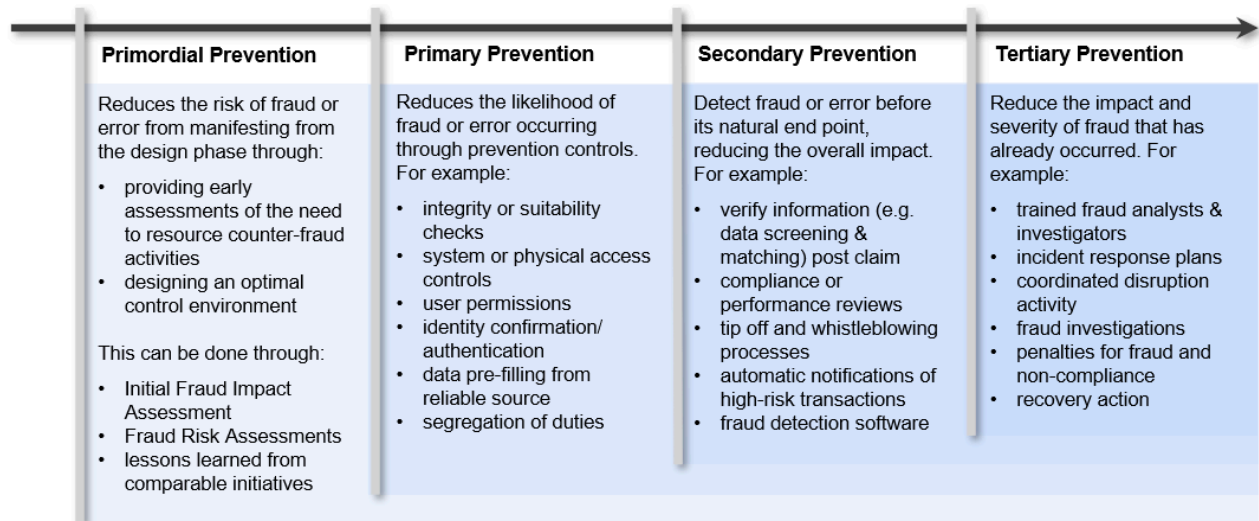 Primordial Prevention
Reduces the risk of fraud or
error from manifesting from
the design phase through:
• providing early
assessments of the need
to resource counter-fraud
activities
• designing an optimal
control environment
This can be done through:
• Initial Fraud Impact
Assessment
• Fraud Risk Assessments
• lessons learned from
comparable initiatives
Primary Prevention
Reduces the likelihood of
fraud or error occurring
through prevention controls.
For example:
• integrity or suitability
checks
• system or physical access
controls
• user permissions
• identity confirmation/
authentication
• data pre-filling from
reliable source
• segregation of duties
Secondary Prevention
Detect fraud or error before
its natural end point,
reducing the overall impact.
For example:
• verify information (e.g.
data screening &
matching) post claim
• compliance or
performance reviews
• tip off and whistleblowing
processes
• automatic notifications of
high-risk transactions
• fraud detection software
Tertiary Prevention
Reduce the impact and
severity of fraud that has
already occurred. For
example:
• trained fraud analysts &
investigators
• incident response plans
• coordinated disruption
activity
• fraud investigations
• penalties for fraud and
non-compliance
• recovery action